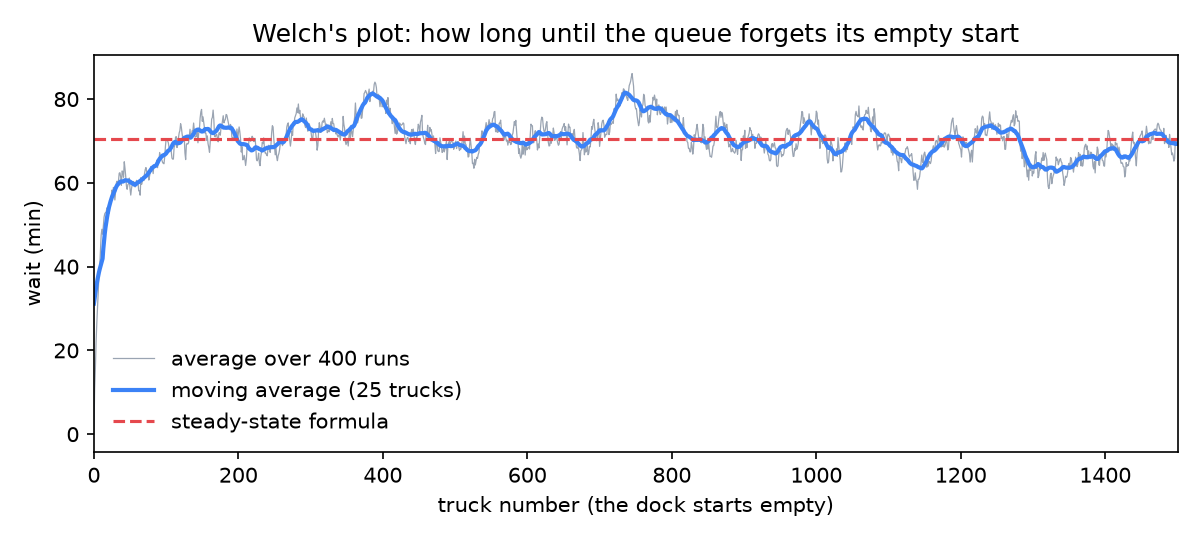 Welch's plot: how long until the queue forgets its empty start
wait (min)
80
60
40
20
0
average over 400 runs
moving average (25 trucks)
steady-state formula
0 200 400 600 800 1000 1200 1400
truck number (the dock starts empty)